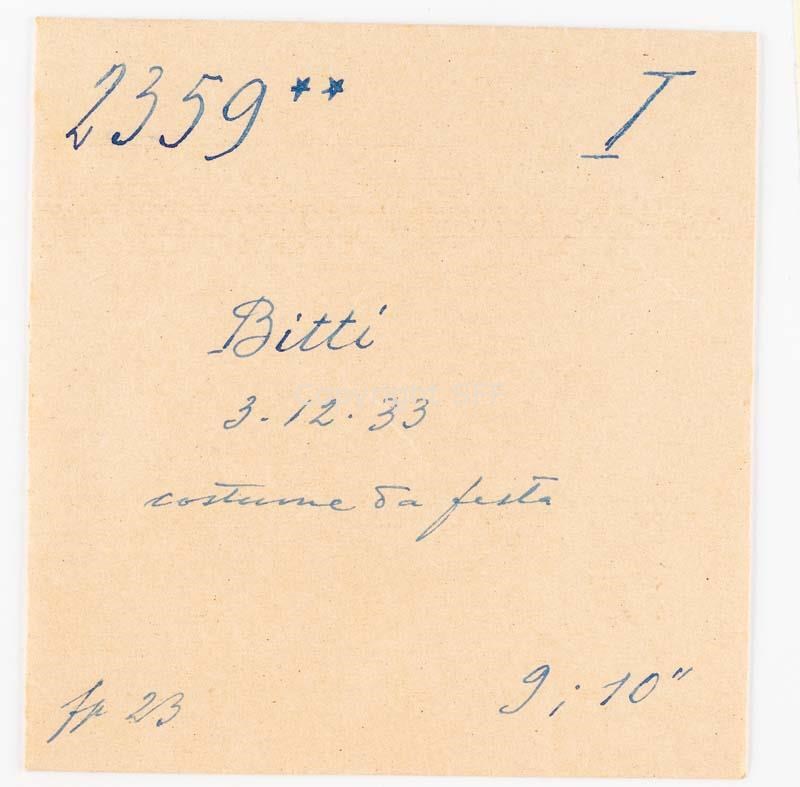 2359** I
Bitti
3.12.33
costume da festa
fp 23
9; 10"